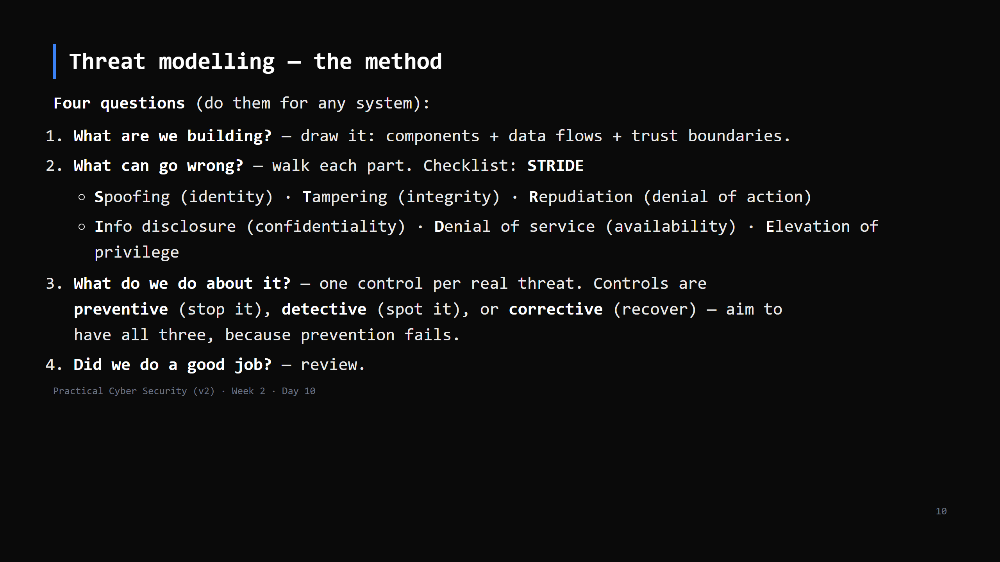 Threat modelling — the method
Four questions (do them for any system):
1. What are we building? — draw it: components + data flows + trust boundaries.
2. What can go wrong? — walk each part. Checklist: STRIDE
○ Spoofing (identity) · Tampering (integrity) · Repudiation (denial of action)
○ Info disclosure (confidentiality) · Denial of service (availability) · Elevation of
privilege
3. What do we do about it? — one control per real threat. Controls are
preventive (stop it), detective (spot it), or corrective (recover) — aim to
have all three, because prevention fails.
4. Did we do a good job? — review.
Practical Cyber Security (v2) · Week 2 · Day 10
10